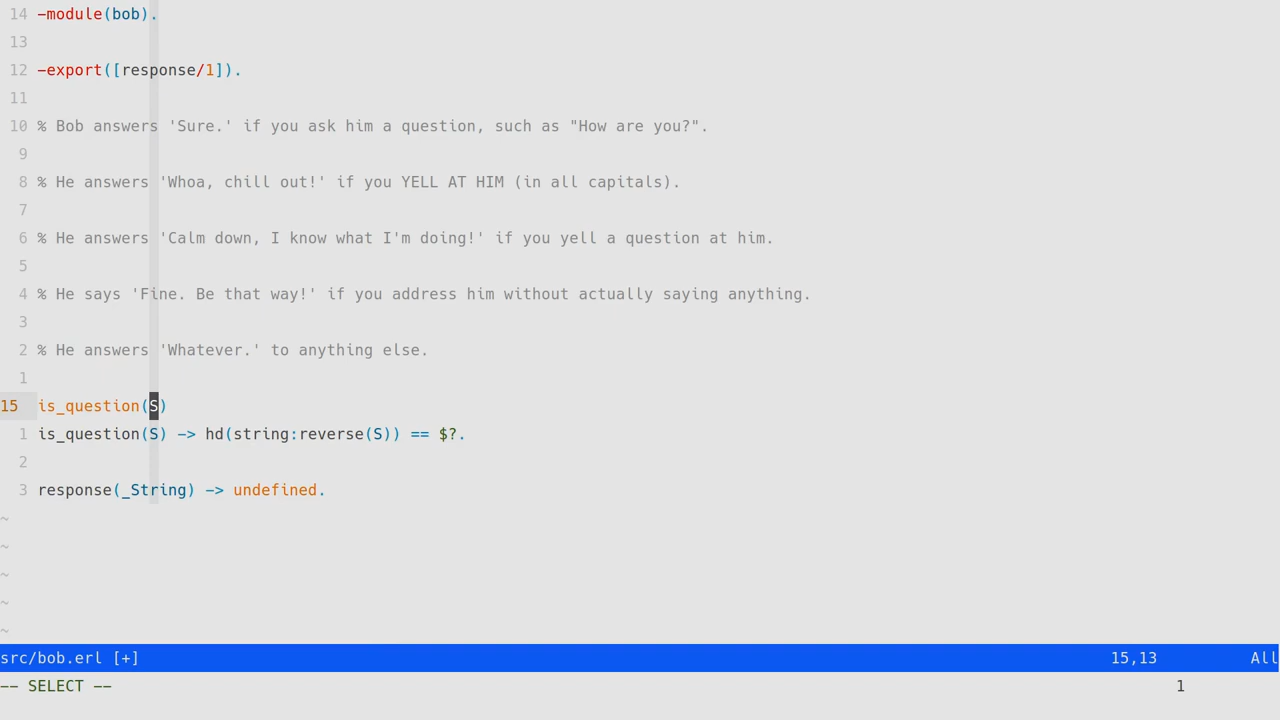 14 -module(bob).
13
12 -export([response/1]).
11
10 % Bob answers 'Sure.' if you ask him a question, such as "How are you?".
9
8 % He answers 'Whoa, chill out!' if you YELL AT HIM (in all capitals).
7
6 % He answers 'Calm down, I know what I'm doing!' if you yell a question at him.
5
4 % He says 'Fine. Be that way!' if you address him without actually saying anything.
3
2 % He answers 'Whatever.' to anything else.
1
15 is_question(S)
1 is_question(S) -> hd(string:reverse(S)) == $?.
2
3 response(_String) -> undefined.
~
~
~
~
~
src/bob.erl [+] 15,13 All
-- SELECT -- 1